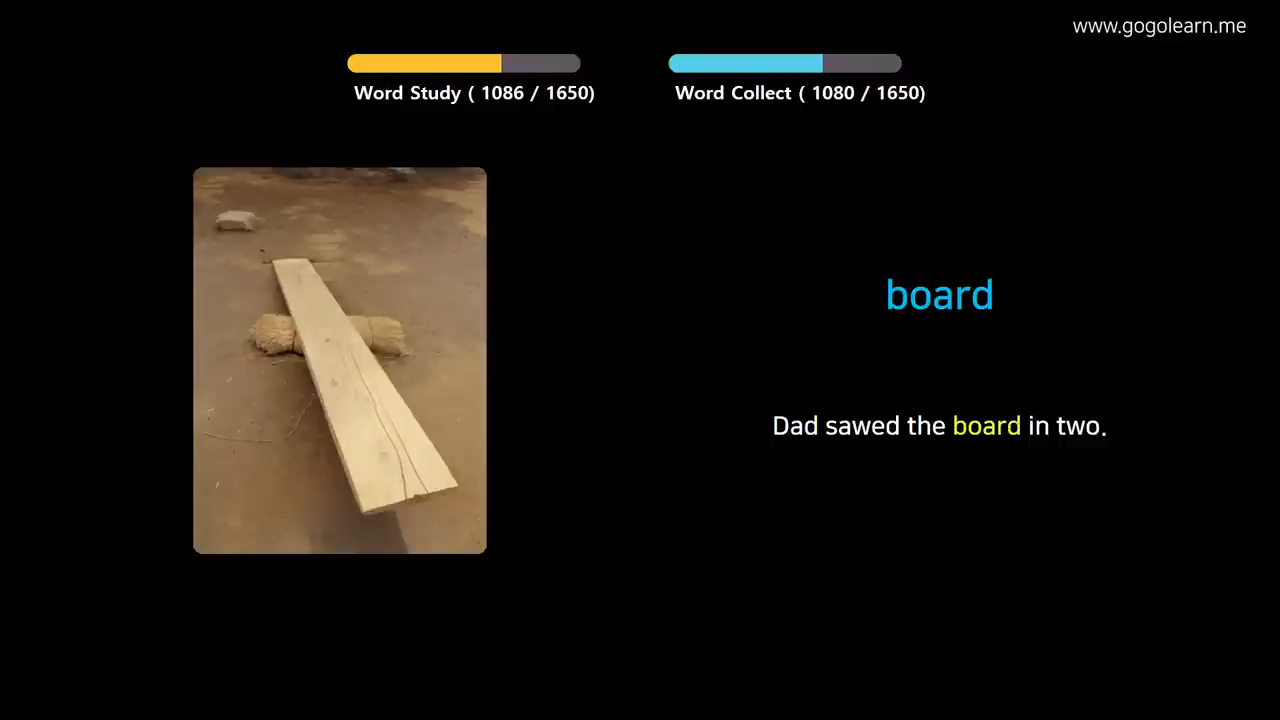 www.gogolearn.me
Word Study ( 1086 / 1650)
Word Collect ( 1080 / 1650)
board
Dad sawed the board in two.